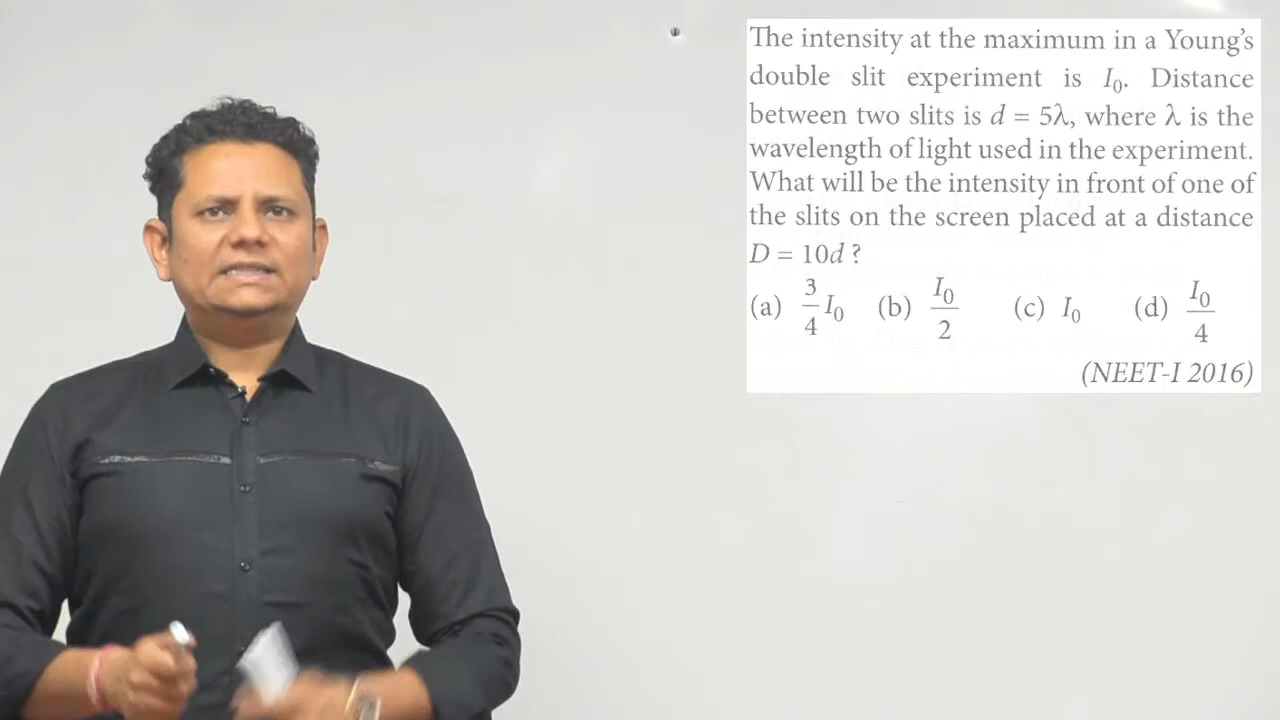 The intensity at the maximum in a Young's
double slit experiment is I₀. Distance
between two slits is d = 5λ, where λ is the
wavelength of light used in the experiment.
What will be the intensity in front of one of
the slits on the screen placed at a distance
D = 10d ?
(a) 3/4 I₀ (b) I₀/2 (c) I₀ (d) I₀/4
(NEET-I 2016)